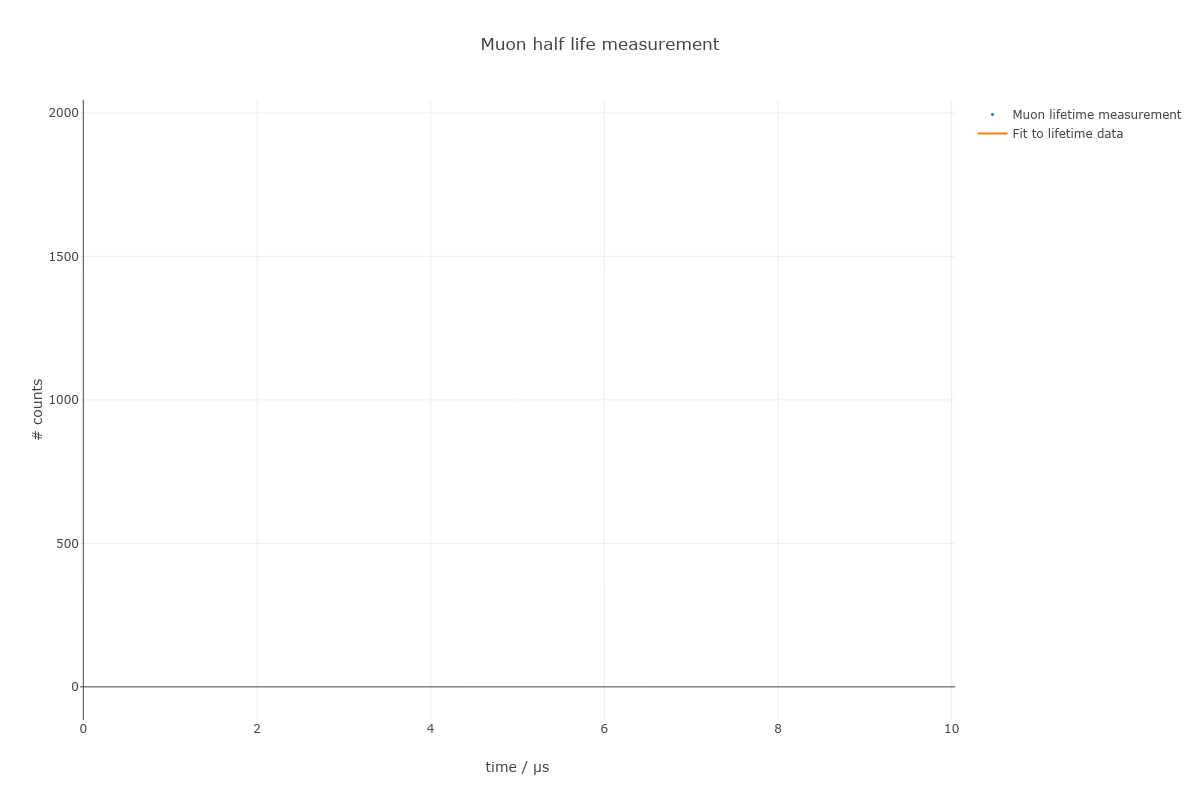 Muon half life measurement
Muon lifetime measurement
Fit to lifetime data
# counts
2000
1500
1000
500
0
0 2 4 6 8 10
time / μs